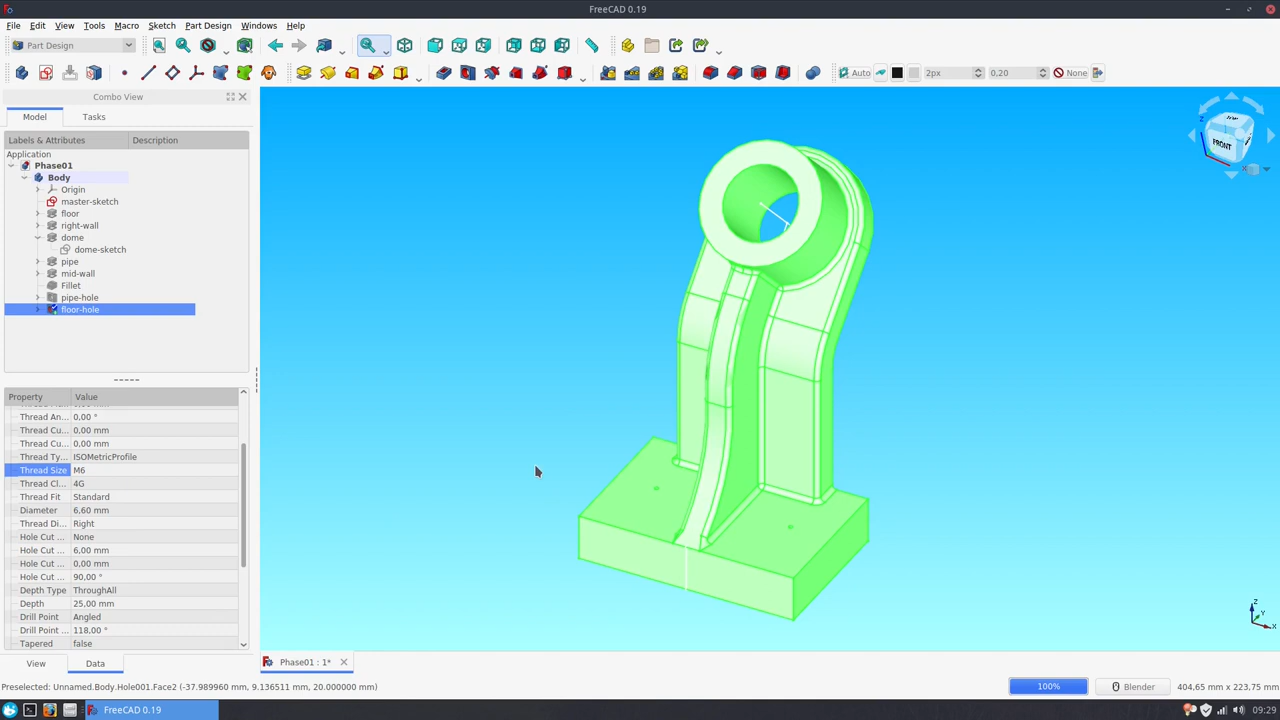 FreeCAD 0.19
File Edit View Tools Macro Sketch Part Design Windows Help
Part Design
Auto 2px 0,20 None
Combo View
Model Tasks
Labels & Attributes Description
Application
Phase01
Body
Origin
master-sketch
floor
right-wall
dome
dome-sketch
pipe
mid-wall
Fillet
pipe-hole
floor-hole
Property Value
Thread An... 0,00 °
Thread Cu... 0,00 mm
Thread Cu... 0,00 mm
Thread Ty... ISOMetricProfile
Thread Size M6
Thread Cl... 4G
Thread Fit Standard
Diameter 6,60 mm
Thread Di... Right
Hole Cut ... None
Hole Cut ... 6,00 mm
Hole Cut ... 0,00 mm
Hole Cut ... 90,00 °
Depth Type ThroughAll
Depth 25,00 mm
Drill Point Angled
Drill Point ... 118,00 °
Tapered false
View Data
FRONT
Z
X
Z
Y
X
Phase01 : 1*
Preselected: Unnamed.Body.Hole001.Face2 (-37.989960 mm, 9.136511 mm, 20.000000 mm)
100% Blender 404,65 mm x 223,75 mm
FreeCAD 0.19 09:29